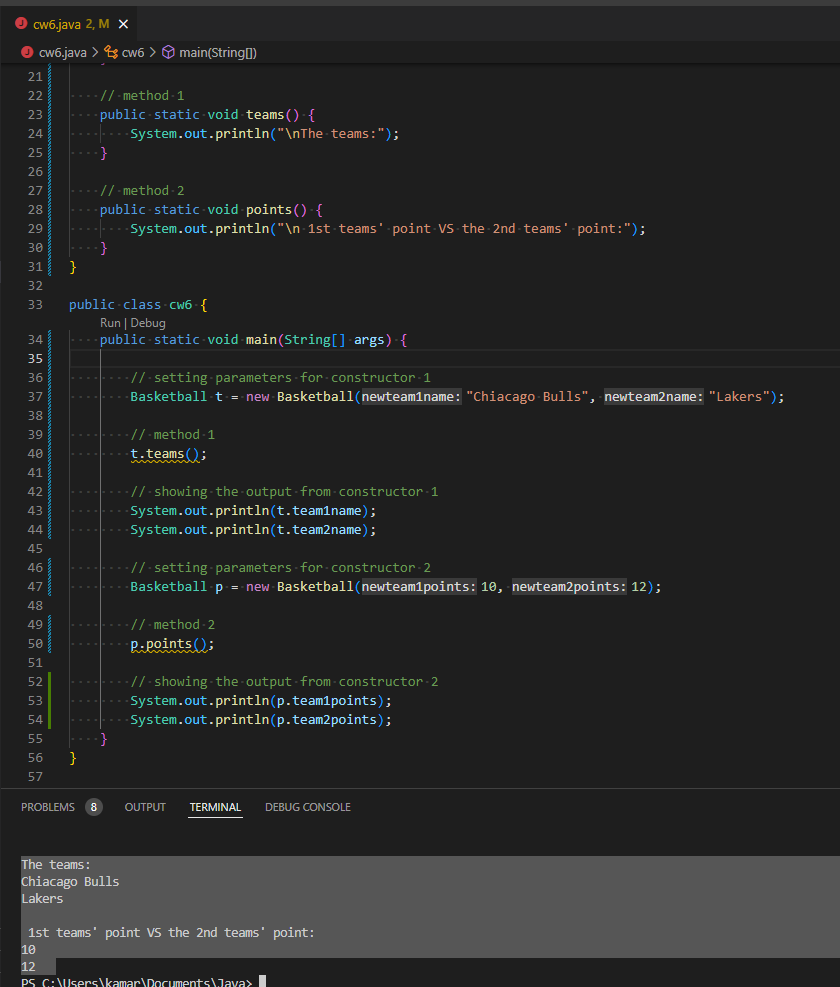 cw6.java 2, M
cw6.java > cw6 > main(String[])
21
22 // method 1
23 public static void teams() {
24 System.out.println("\nThe teams:");
25 }
26
27 // method 2
28 public static void points() {
29 System.out.println("\n 1st teams' point VS the 2nd teams' point:");
30 }
31 }
32
33 public class cw6 {
Run | Debug
34 public static void main(String[] args) {
35
36 // setting parameters for constructor 1
37 Basketball t = new Basketball(newteam1name: "Chiacago Bulls", newteam2name: "Lakers");
38
39 // method 1
40 t.teams();
41
42 // showing the output from constructor 1
43 System.out.println(t.team1name);
44 System.out.println(t.team2name);
45
46 // setting parameters for constructor 2
47 Basketball p = new Basketball(newteam1points: 10, newteam2points: 12);
48
49 // method 2
50 p.points();
51
52 // showing the output from constructor 2
53 System.out.println(p.team1points);
54 System.out.println(p.team2points);
55 }
56 }
57
PROBLEMS 8 OUTPUT TERMINAL DEBUG CONSOLE
The teams:
Chiacago Bulls
Lakers
1st teams' point VS the 2nd teams' point:
10
12
PS C:\Users\kamar\Documents\Java>